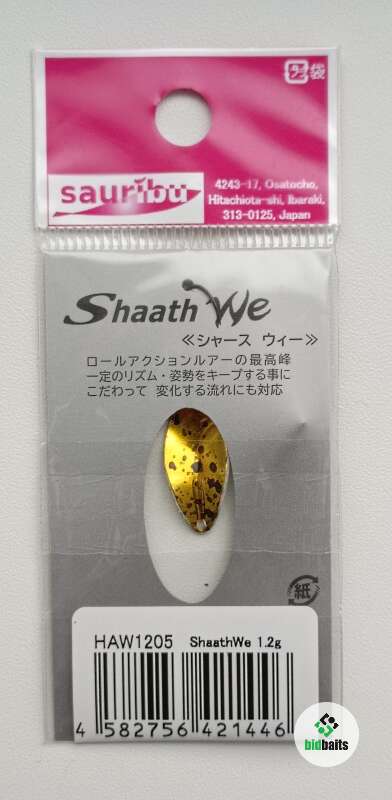 袋
sauribu
4243-17, Osatocho,
Hitachiota-shi, Ibaraki,
313-0125, Japan
Shaath We
≪シャース ウィー≫
ロールアクションルアーの最高峰
一定のリズム・姿勢をキープする事に
こだわって 変化する流れにも対応
紙
HAW1205 ShaathWe 1.2g
4 582756 421446
bidbaits